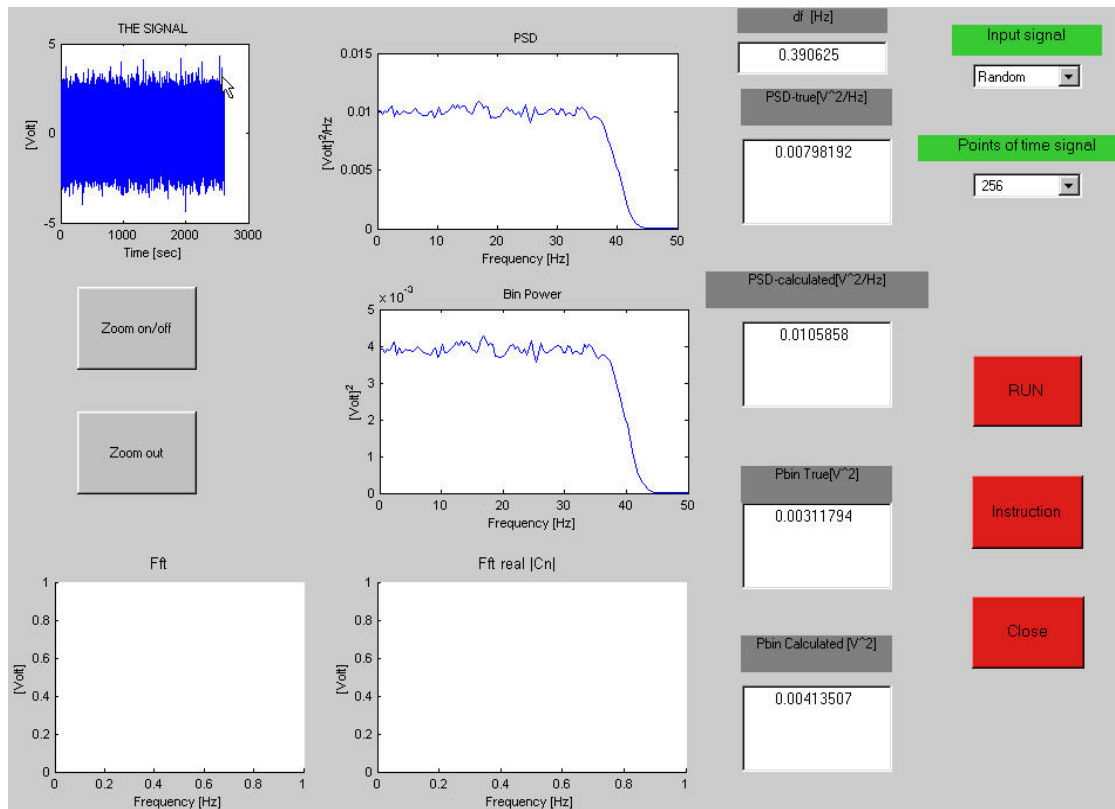 THE SIGNAL
5
0
-5
[Volt]
0 1000 2000 3000
Time [sec]
PSD
0.015
0.01
0.005
0
[Volt]²/Hz
0 10 20 30 40 50
Frequency [Hz]
df [Hz]
0.390625
PSD-true[V^2/Hz]
0.00798192
Input signal
Random
Points of time signal
256
Zoom on/off
Zoom out
Bin Power
x 10⁻³
5
4
3
2
1
0
[Volt]²
0 10 20 30 40 50
Frequency [Hz]
PSD-calculated[V^2/Hz]
0.0105858
Pbin True[V^2]
0.00311794
RUN
Instruction
Close
Fft
1
0.8
0.6
0.4
0.2
0
[Volt]
0 0.2 0.4 0.6 0.8 1
Frequency [Hz]
Fft real |Cn|
1
0.8
0.6
0.4
0.2
0
[Volt]
0 0.2 0.4 0.6 0.8 1
Frequency [Hz]
Pbin Calculated [V^2]
0.00413507